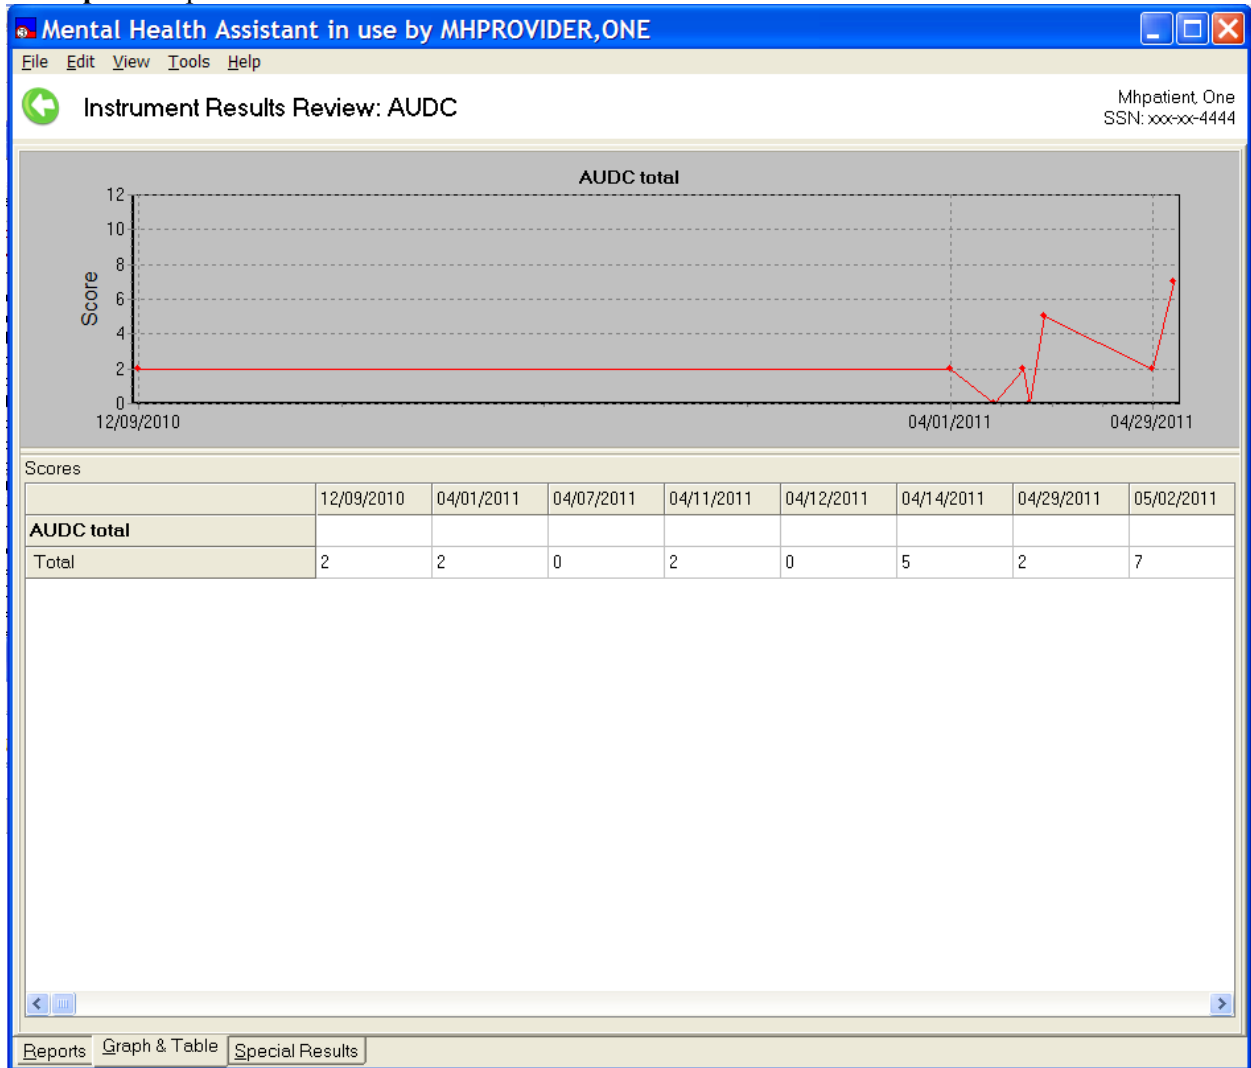 Mental Health Assistant in use by MHPROVIDER,ONE
File Edit View Tools Help
Instrument Results Review: AUDC
Mhpatient, One
SSN: xxx-xx-4444
AUDC total
Score
12
10
8
6
4
2
0
12/09/2010 04/01/2011 04/29/2011
Scores
12/09/2010 04/01/2011 04/07/2011 04/11/2011 04/12/2011 04/14/2011 04/29/2011 05/02/2011
AUDC total
Total 2 2 0 2 0 5 2 7
Reports Graph & Table Special Results